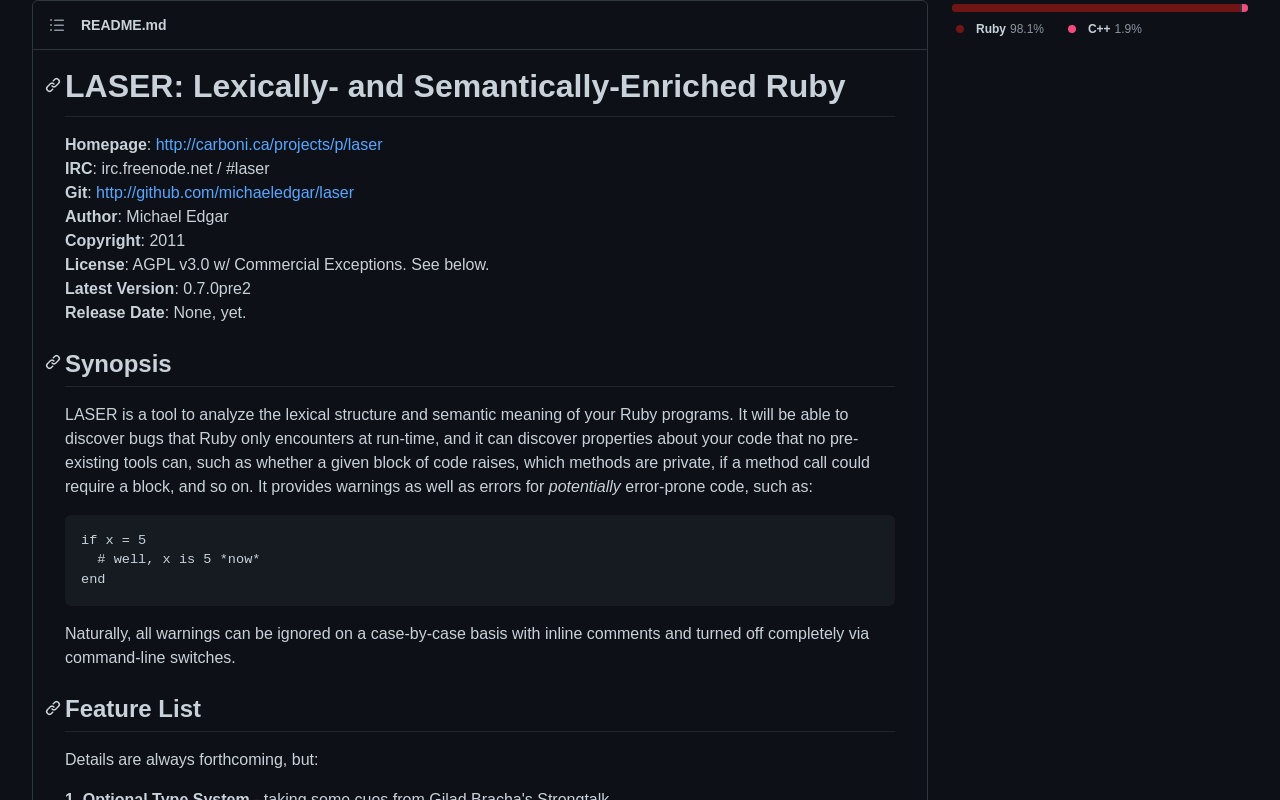 README.md
Ruby 98.1% C++ 1.9%
LASER: Lexically- and Semantically-Enriched Ruby
Homepage: http://carboni.ca/projects/p/laser
IRC: irc.freenode.net / #laser
Git: http://github.com/michaeledgar/laser
Author: Michael Edgar
Copyright: 2011
License: AGPL v3.0 w/ Commercial Exceptions. See below.
Latest Version: 0.7.0pre2
Release Date: None, yet.
Synopsis
LASER is a tool to analyze the lexical structure and semantic meaning of your Ruby programs. It will be able to
discover bugs that Ruby only encounters at run-time, and it can discover properties about your code that no pre-
existing tools can, such as whether a given block of code raises, which methods are private, if a method call could
require a block, and so on. It provides warnings as well as errors for potentially error-prone code, such as:
if x = 5
  # well, x is 5 *now*
end
Naturally, all warnings can be ignored on a case-by-case basis with inline comments and turned off completely via
command-line switches.
Feature List
Details are always forthcoming, but:
1. Optional Type System - taking some cues from Gilad Bracha's Strongtalk.